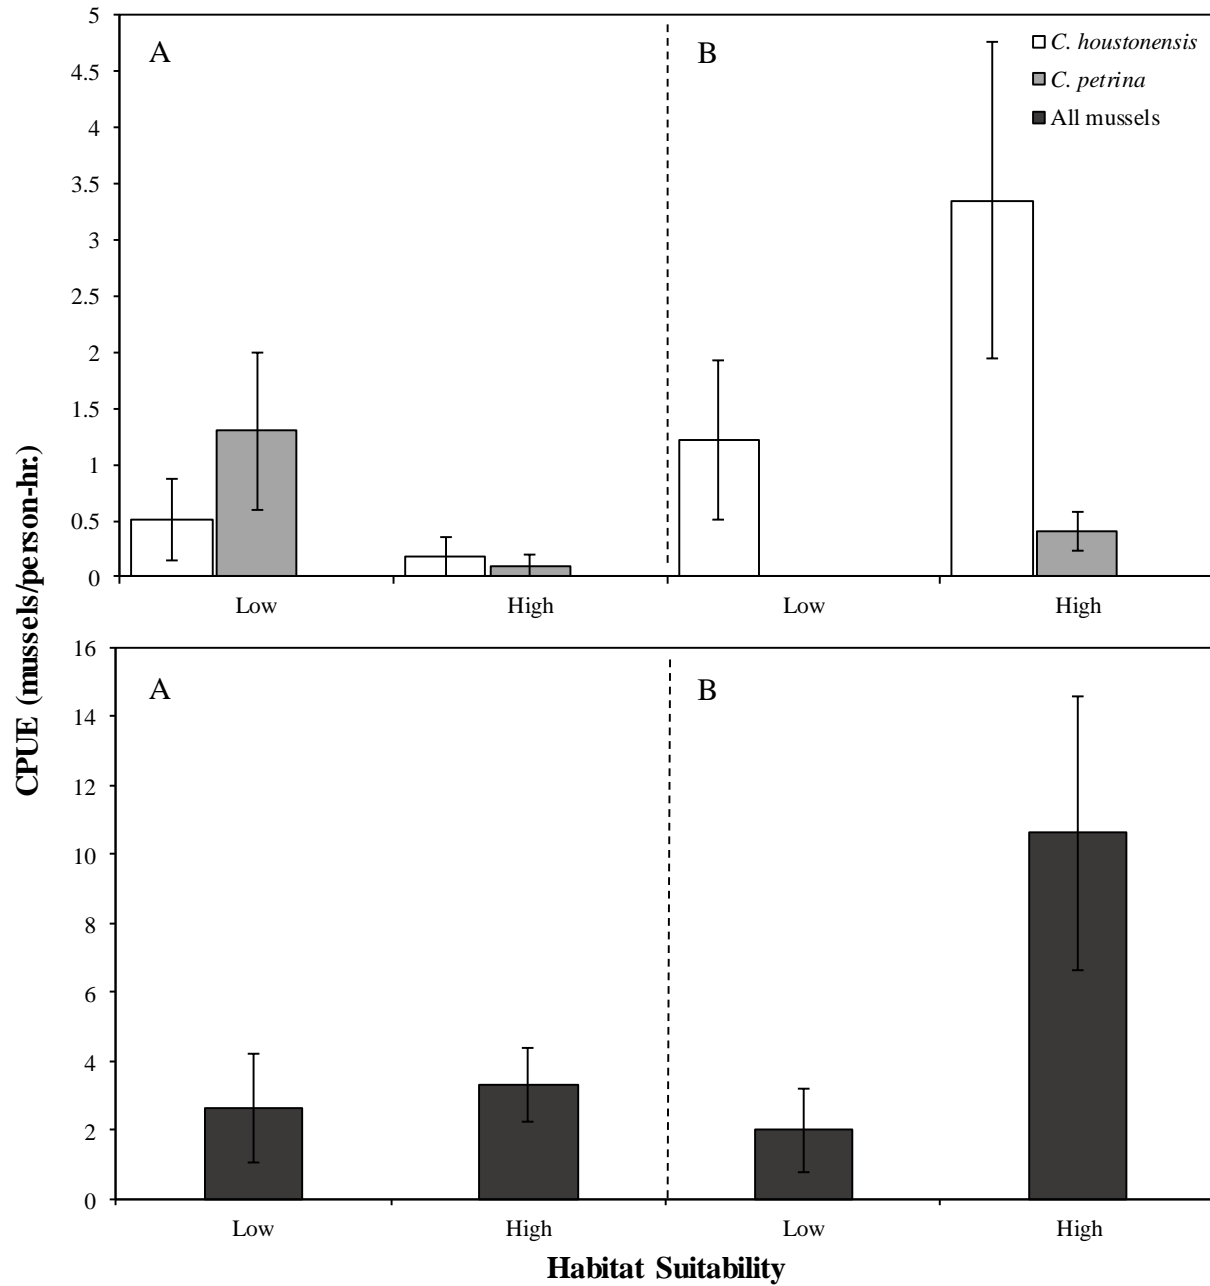 5
4.5
4
3.5
3
2.5
2
1.5
1
0.5
0
A
B
C. houstonensis
C. petrina
All mussels
Low
High
Low
High
CPUE (mussels/person-hr.)
16
14
12
10
8
6
4
2
0
A
B
Low
High
Low
High
Habitat Suitability